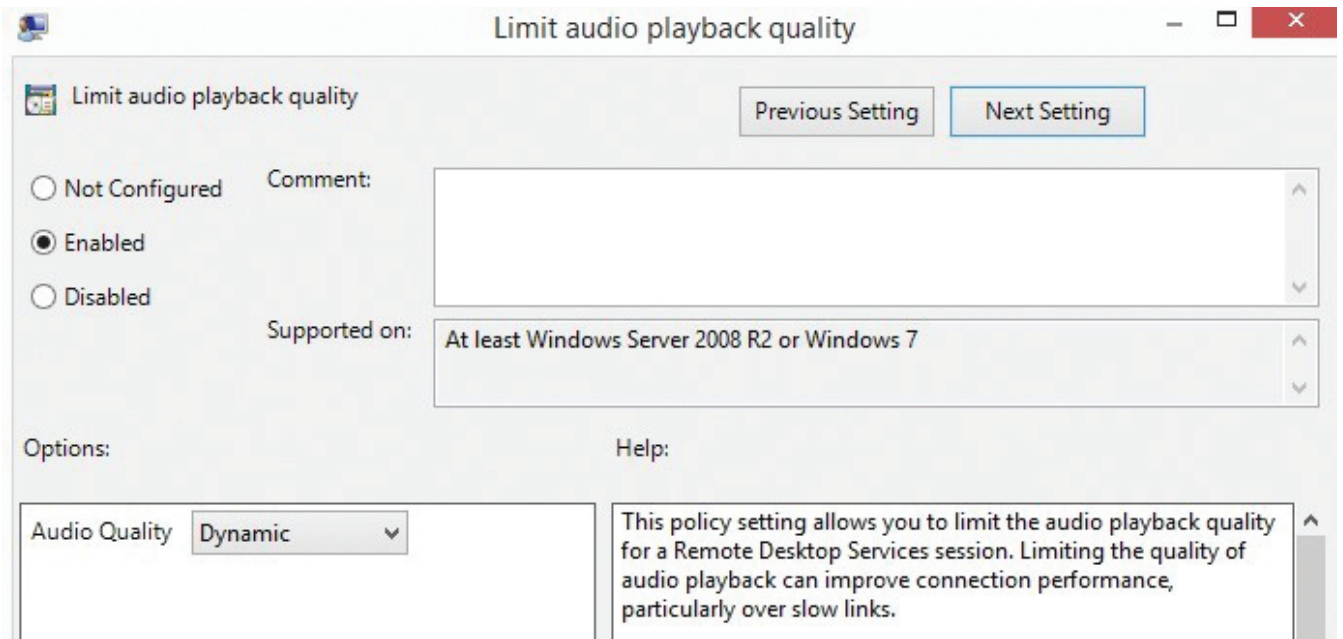 Limit audio playback quality
Limit audio playback quality
Previous Setting
Next Setting
Not Configured
Comment:
Enabled
Disabled
Supported on:
At least Windows Server 2008 R2 or Windows 7
Options:
Help:
Audio Quality
Dynamic
This policy setting allows you to limit the audio playback quality
for a Remote Desktop Services session. Limiting the quality of
audio playback can improve connection performance,
particularly over slow links.